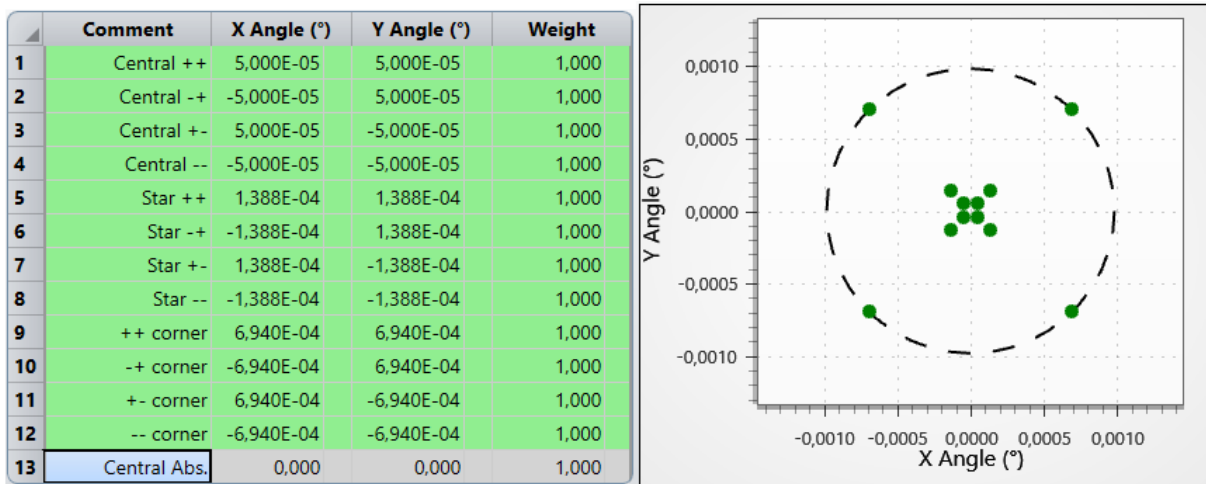 Comment X Angle (°) Y Angle (°) Weight
1 Central ++ 5,000E-05 5,000E-05 1,000
2 Central -+ -5,000E-05 5,000E-05 1,000
3 Central +- 5,000E-05 -5,000E-05 1,000
4 Central -- -5,000E-05 -5,000E-05 1,000
5 Star ++ 1,388E-04 1,388E-04 1,000
6 Star -+ -1,388E-04 1,388E-04 1,000
7 Star +- 1,388E-04 -1,388E-04 1,000
8 Star -- -1,388E-04 -1,388E-04 1,000
9 ++ corner 6,940E-04 6,940E-04 1,000
10 -+ corner -6,940E-04 6,940E-04 1,000
11 +- corner 6,940E-04 -6,940E-04 1,000
12 -- corner -6,940E-04 -6,940E-04 1,000
13 Central Abs. 0,000 0,000 1,000
Y Angle (°)
0,0010
0,0005
0,0000
-0,0005
-0,0010
-0,0010 -0,0005 0,0000 0,0005 0,0010
X Angle (°)